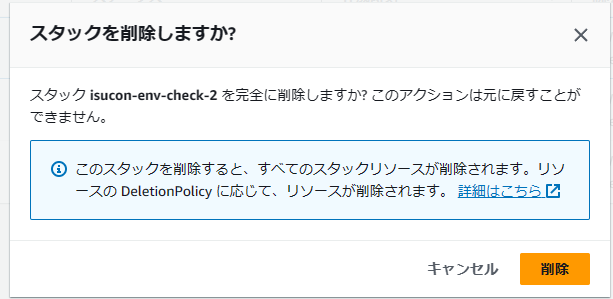 スタックを削除しますか?
スタック isucon-env-check-2 を完全に削除しますか? このアクションは元に戻すことが
できません。
このスタックを削除すると、すべてのスタックリソースが削除されます。リソ
ースの DeletionPolicy に応じて、リソースが削除されます。 詳細はこちら
キャンセル 削除